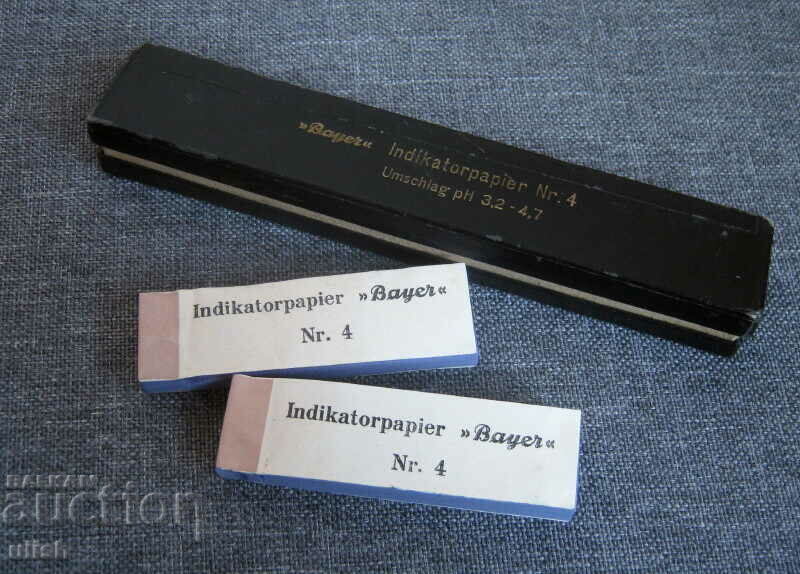 »Bayer« Indikatorpapier Nr. 4
Umschlag pH 3,2 - 4,7
Indikatorpapier »Bayer«
Nr. 4
Indikatorpapier »Bayer«
Nr. 4
BALKAN
auction
ullsh